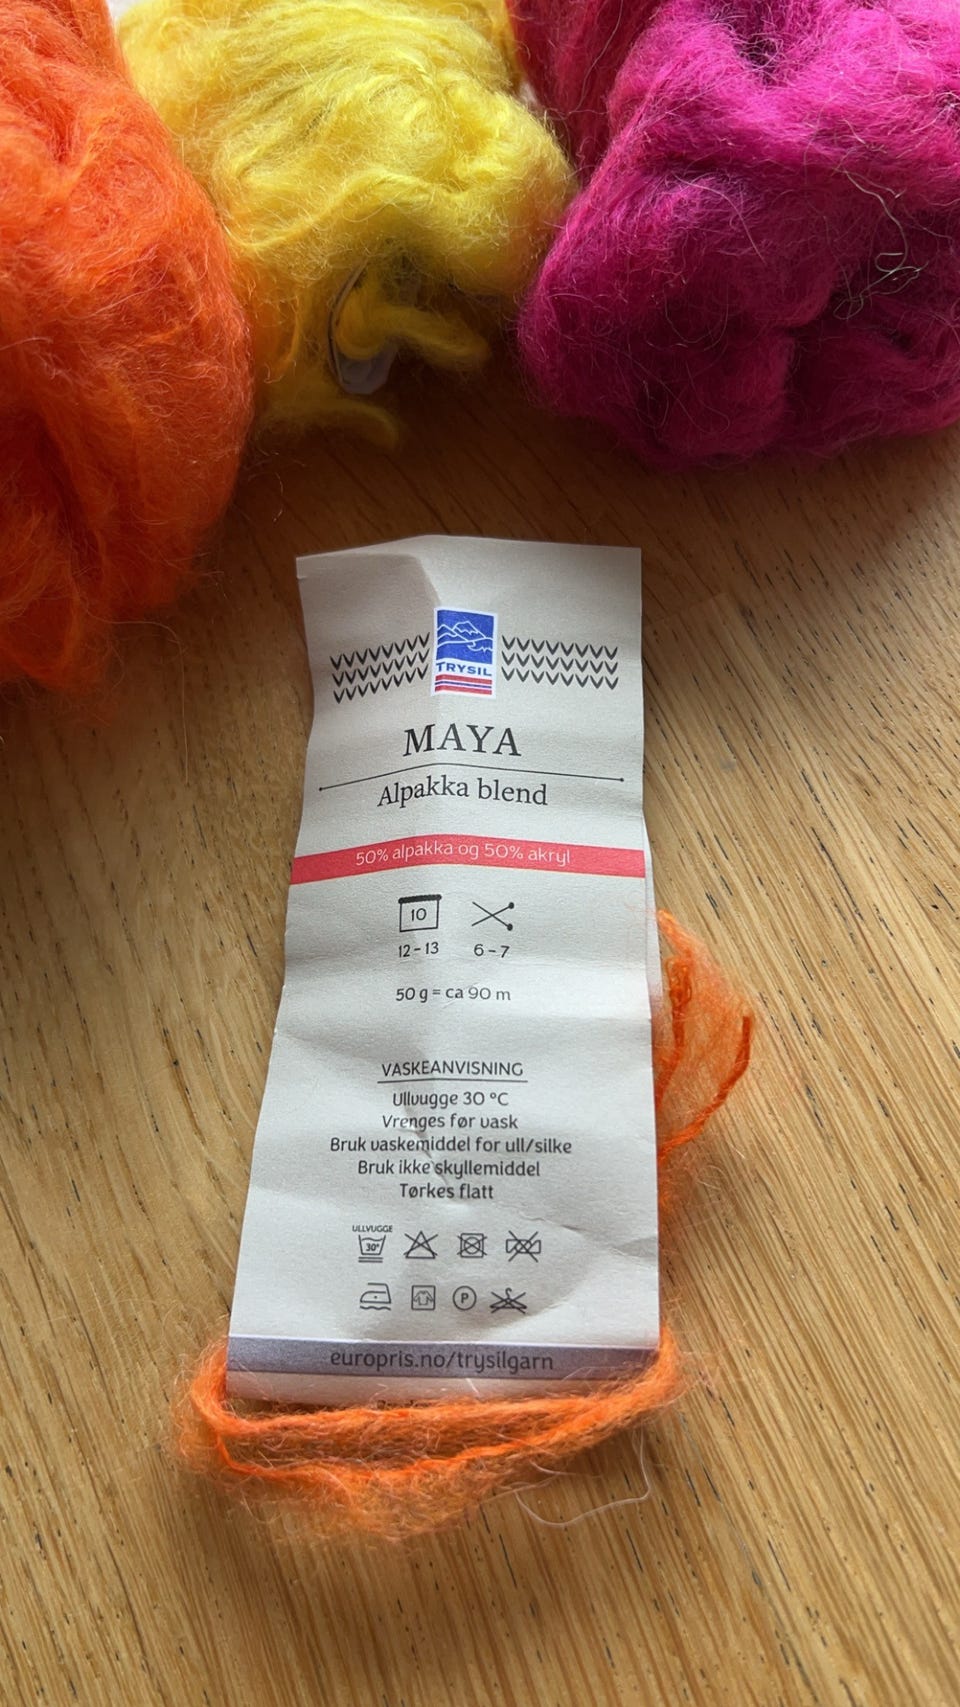 TRYSIL
MAYA
Alpakka blend
50% alpakka og 50% akryl
10
12-13 6-7
50 g = ca 90 m
VASKEANVISNING
Ullvugge 30 °C
Vrenges før vask
Bruk vaskemiddel for ull/silke
Bruk ikke skyllemiddel
Tørkes flatt
ULLVUGGE
30°
P
europris.no/trysilgarn